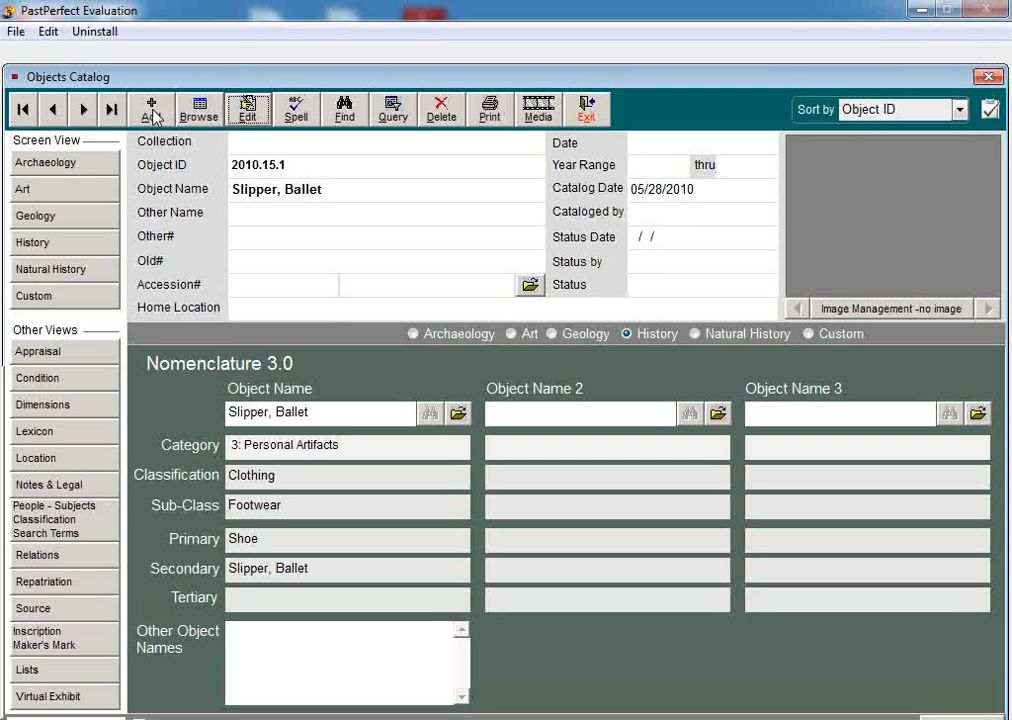 PastPerfect Evaluation
File Edit Uninstall
Objects Catalog
Add Browse Edit Spell Find Query Delete Print Media Exit Sort by Object ID
Screen View
Archaeology
Art
Geology
History
Natural History
Custom
Other Views
Appraisal
Condition
Dimensions
Lexicon
Location
Notes & Legal
People - Subjects
Classification
Search Terms
Relations
Repatriation
Source
Inscription
Maker's Mark
Lists
Virtual Exhibit
Collection
Object ID 2010.15.1
Object Name Slipper, Ballet
Other Name
Other#
Old#
Accession#
Home Location
Date
Year Range thru
Catalog Date 05/28/2010
Cataloged by
Status Date / /
Status by
Status
Image Management -no image
Archaeology Art Geology History Natural History Custom
Nomenclature 3.0
Object Name Object Name 2 Object Name 3
Slipper, Ballet
Category 3: Personal Artifacts
Classification Clothing
Sub-Class Footwear
Primary Shoe
Secondary Slipper, Ballet
Tertiary
Other Object
Names